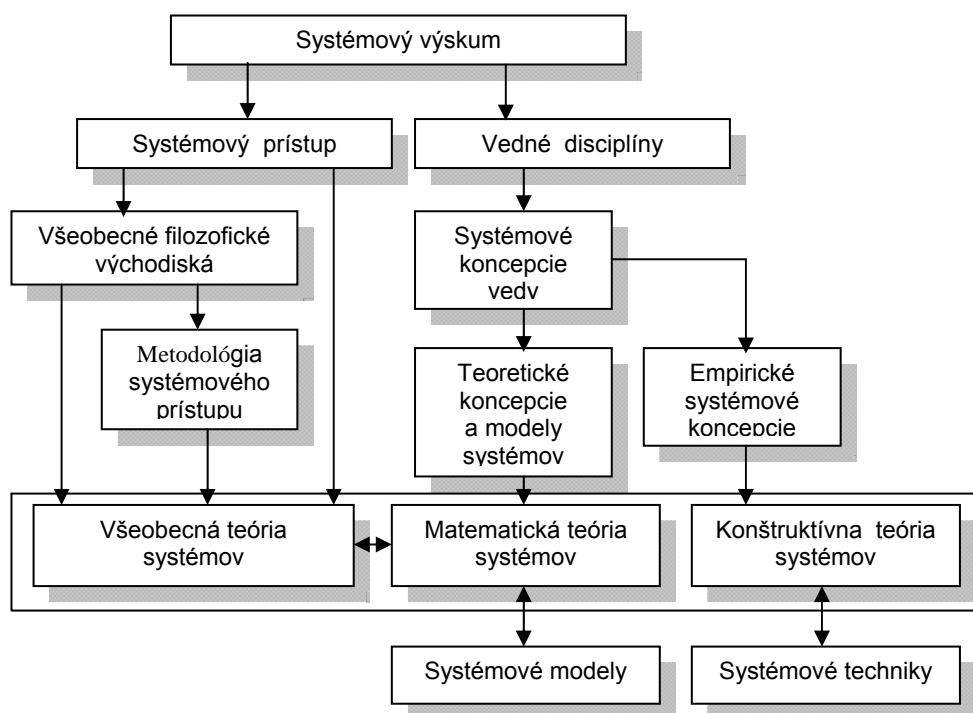 Systémový výskum
Systémový prístup
Vedné disciplíny
Všeobecné filozofické
východiská
Systémové
koncepcie
vedy
Metodológia
systémového
prístupu
Teoretické
koncepcie
a modely
systémov
Empirické
systémové
koncepcie
Všeobecná teória
systémov
Matematická teória
systémov
Konštruktívna teória
systémov
Systémové modely
Systémové techniky